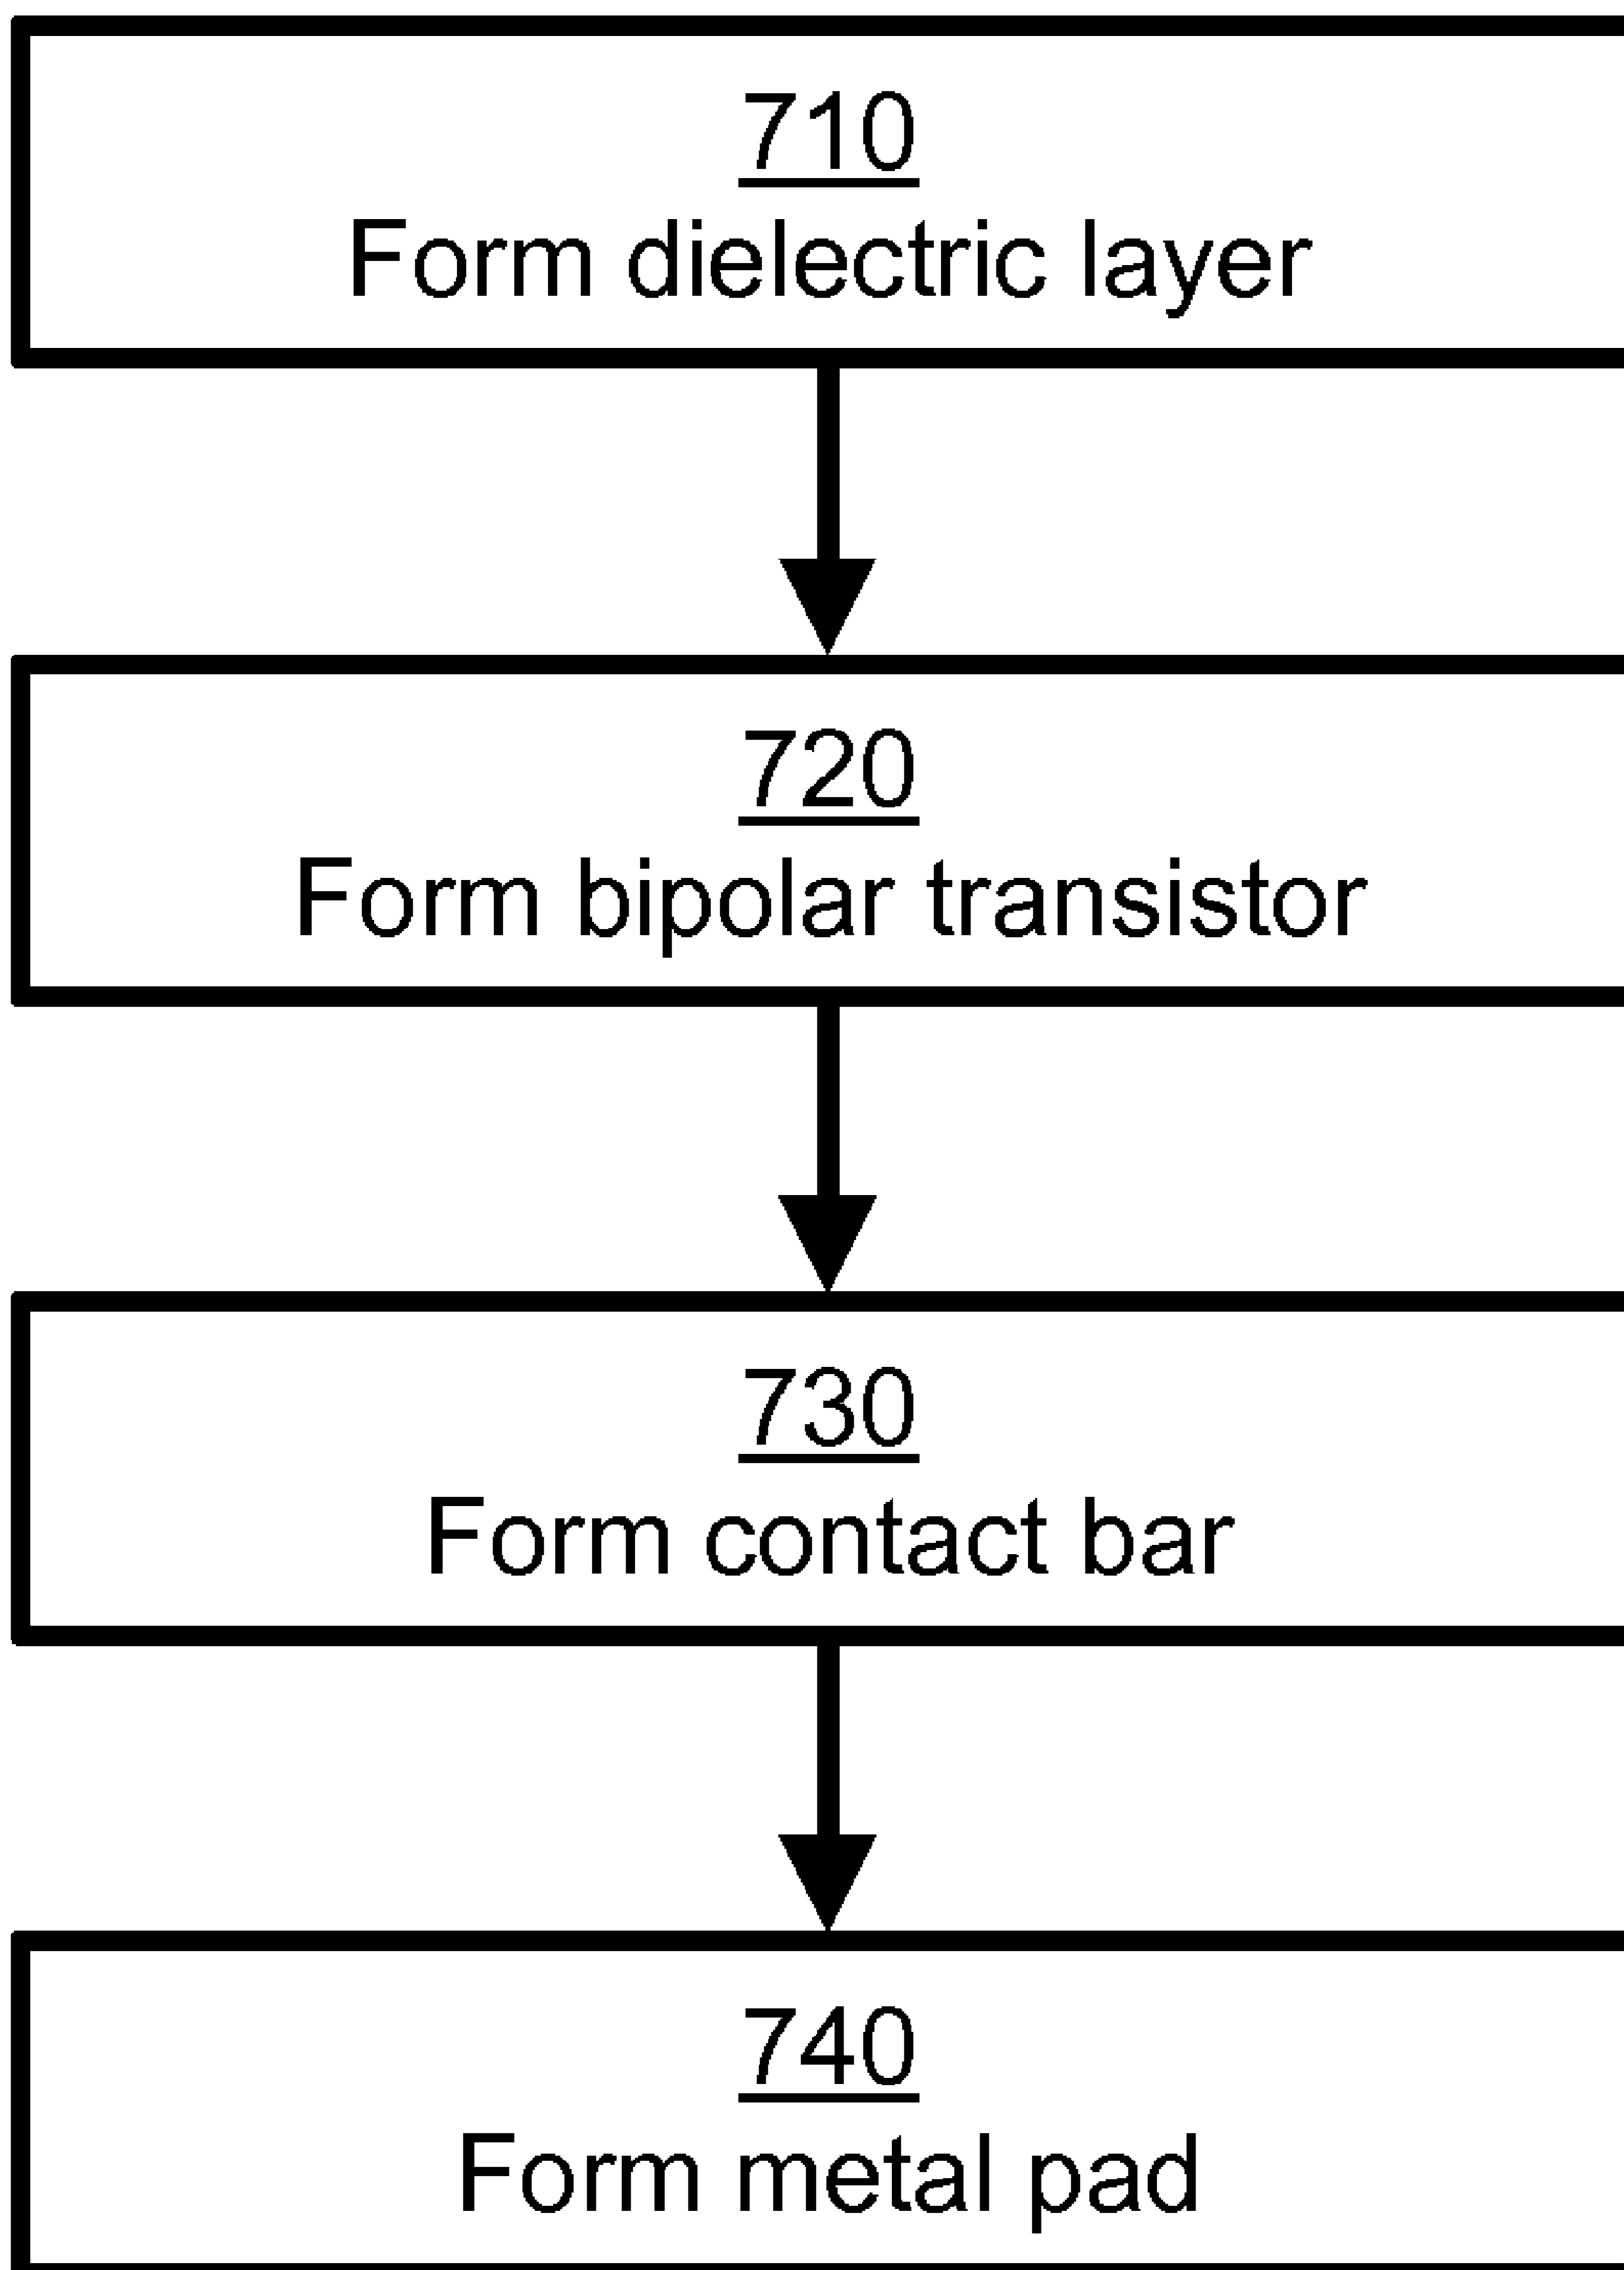 710
Form dielectric layer
720
Form bipolar transistor
730
Form contact bar
740
Form metal pad